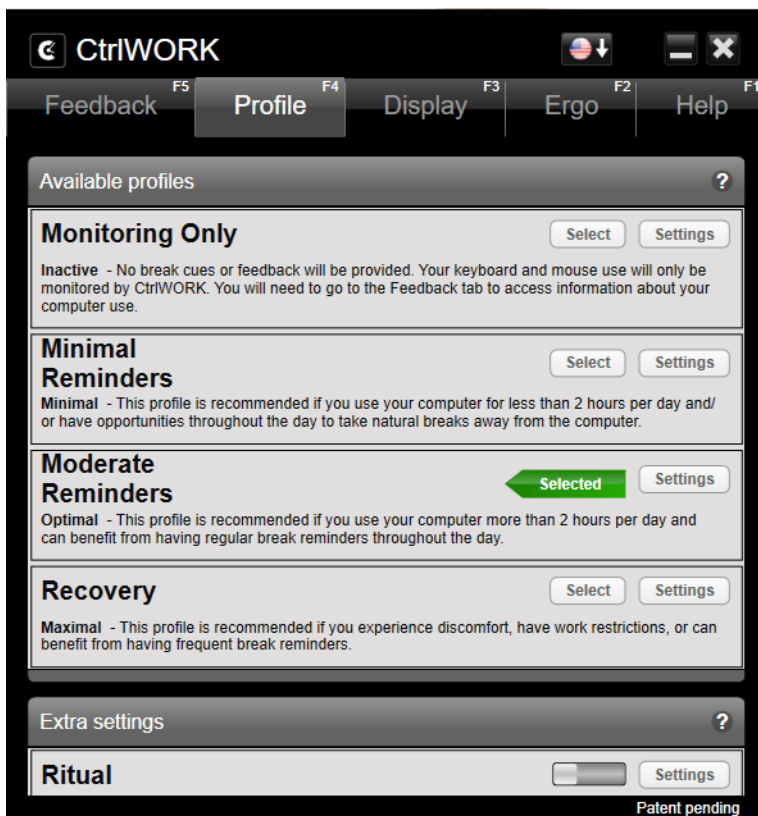 CtrlWORK
Feedback F5 Profile F4 Display F3 Ergo F2 Help F1
Available profiles ?
Monitoring Only Select Settings
Inactive - No break cues or feedback will be provided. Your keyboard and mouse use will only be
monitored by CtrlWORK. You will need to go to the Feedback tab to access information about your
computer use.
Minimal
Reminders Select Settings
Minimal - This profile is recommended if you use your computer for less than 2 hours per day and/
or have opportunities throughout the day to take natural breaks away from the computer.
Moderate
Reminders Selected Settings
Optimal - This profile is recommended if you use your computer more than 2 hours per day and
can benefit from having regular break reminders throughout the day.
Recovery Select Settings
Maximal - This profile is recommended if you experience discomfort, have work restrictions, or can
benefit from having frequent break reminders.
Extra settings ?
Ritual Settings
Patent pending